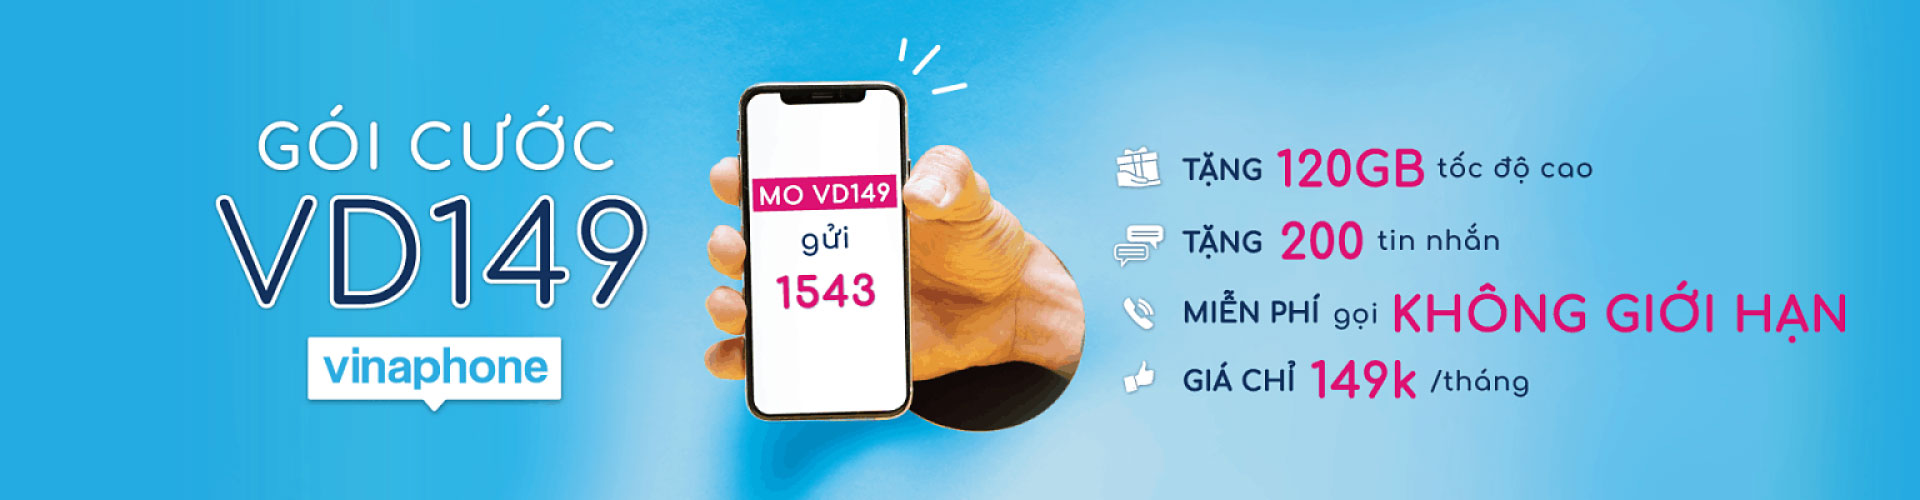 GÓI CƯỚC
VD149
vinaphone
MO VD149
gửi
1543
TẶNG 120GB tốc độ cao
TẶNG 200 tin nhắn
MIỄN PHÍ gọi KHÔNG GIỚI HẠN
GIÁ CHỈ 149k /tháng